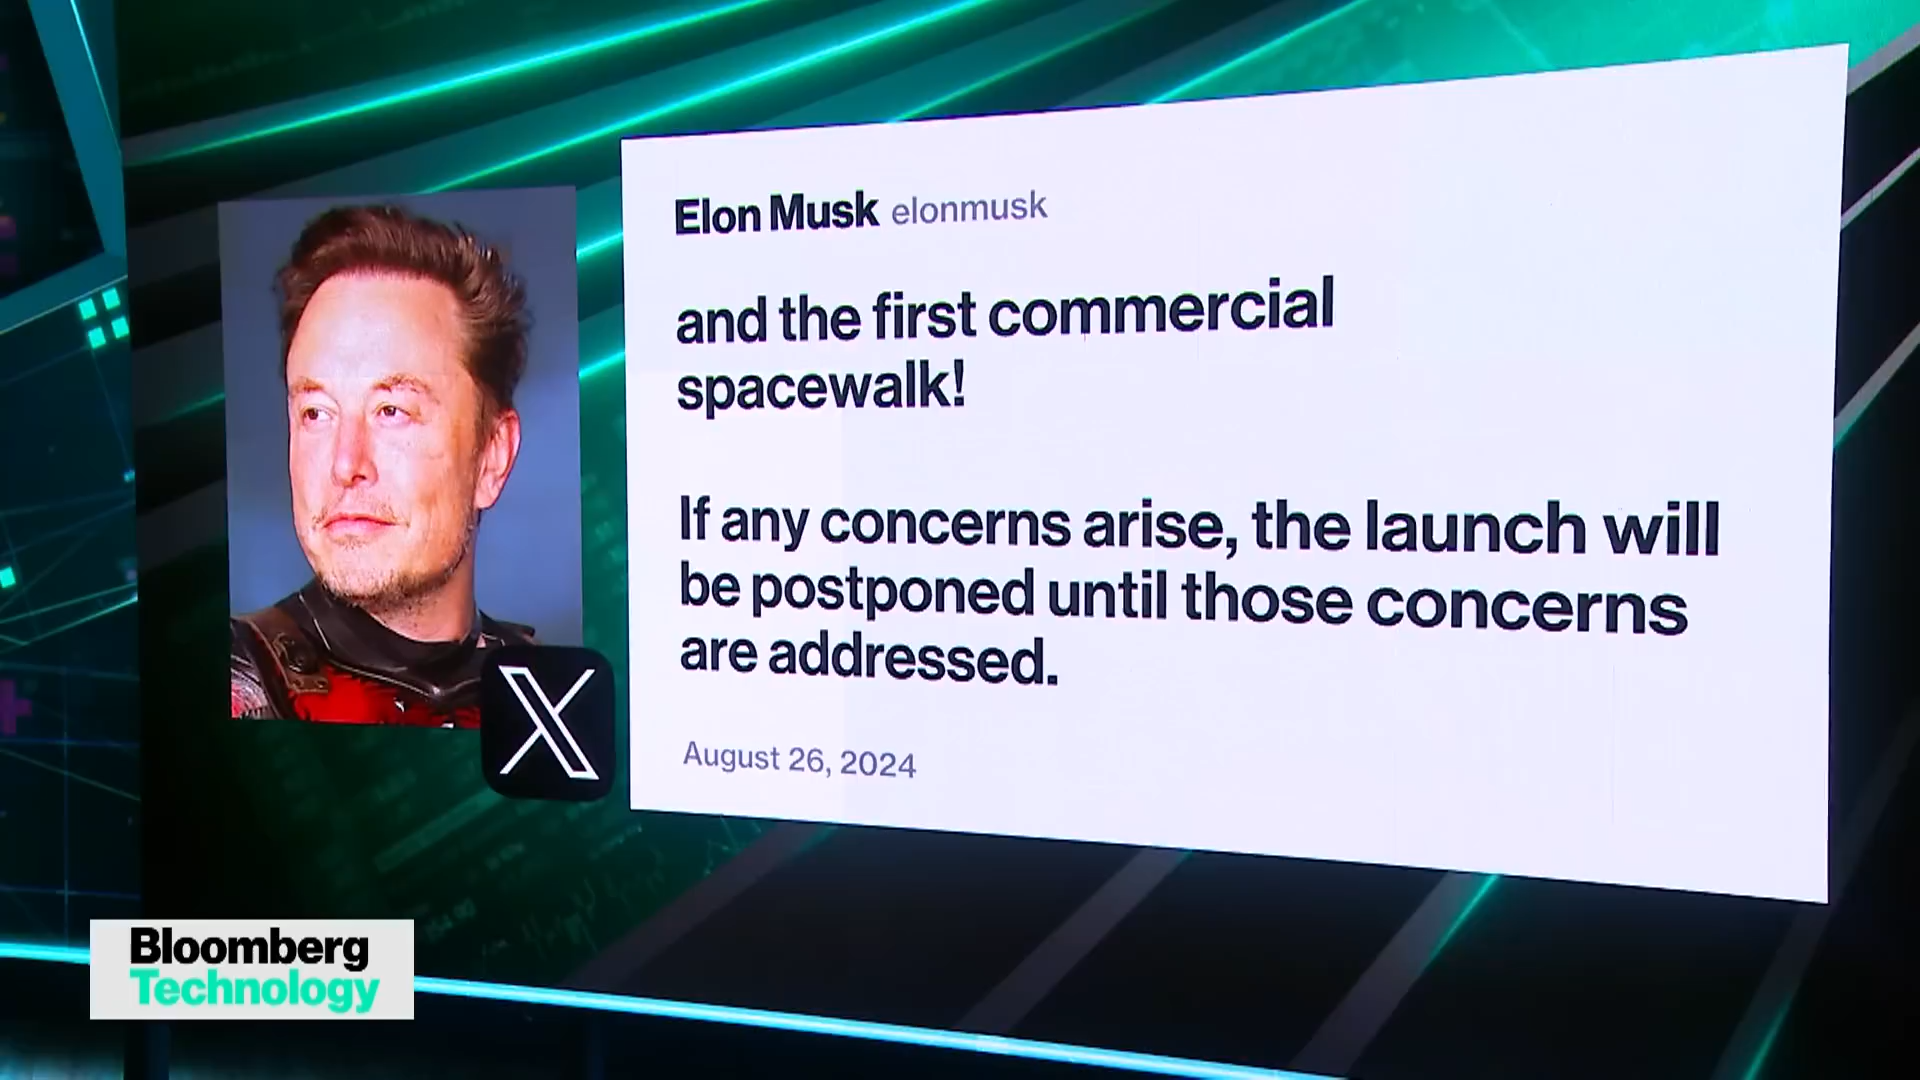 Elon Musk elonmusk
and the first commercial
spacewalk!
If any concerns arise, the launch will
be postponed until those concerns
are addressed.
August 26, 2024
X
Bloomberg
Technology